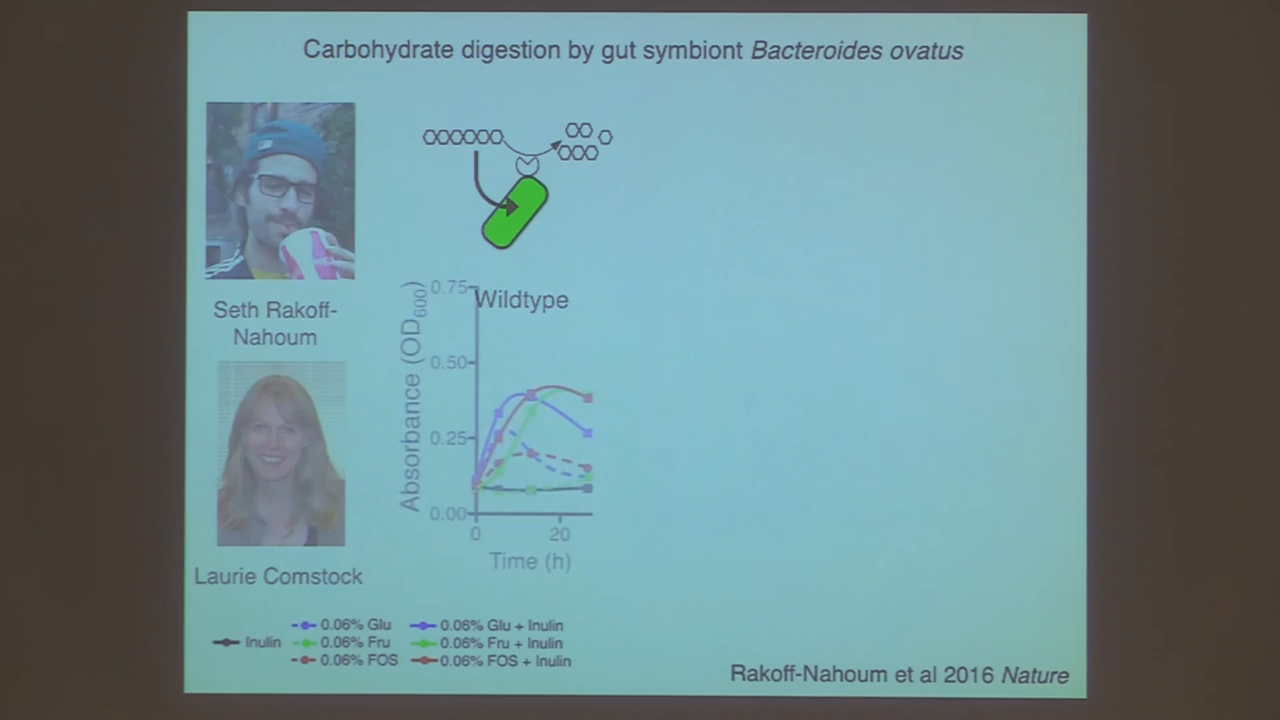 Carbohydrate digestion by gut symbiont Bacteroides ovatus
Seth Rakoff-
Nahoum
Laurie Comstock
Wildtype
Absorbance (OD600)
0.75
0.50
0.25
0.00
0
20
Time (h)
Inulin
0.06% Glu
0.06% Fru
0.06% FOS
0.06% Glu + Inulin
0.06% Fru + Inulin
0.06% FOS + Inulin
Rakoff-Nahoum et al 2016 Nature